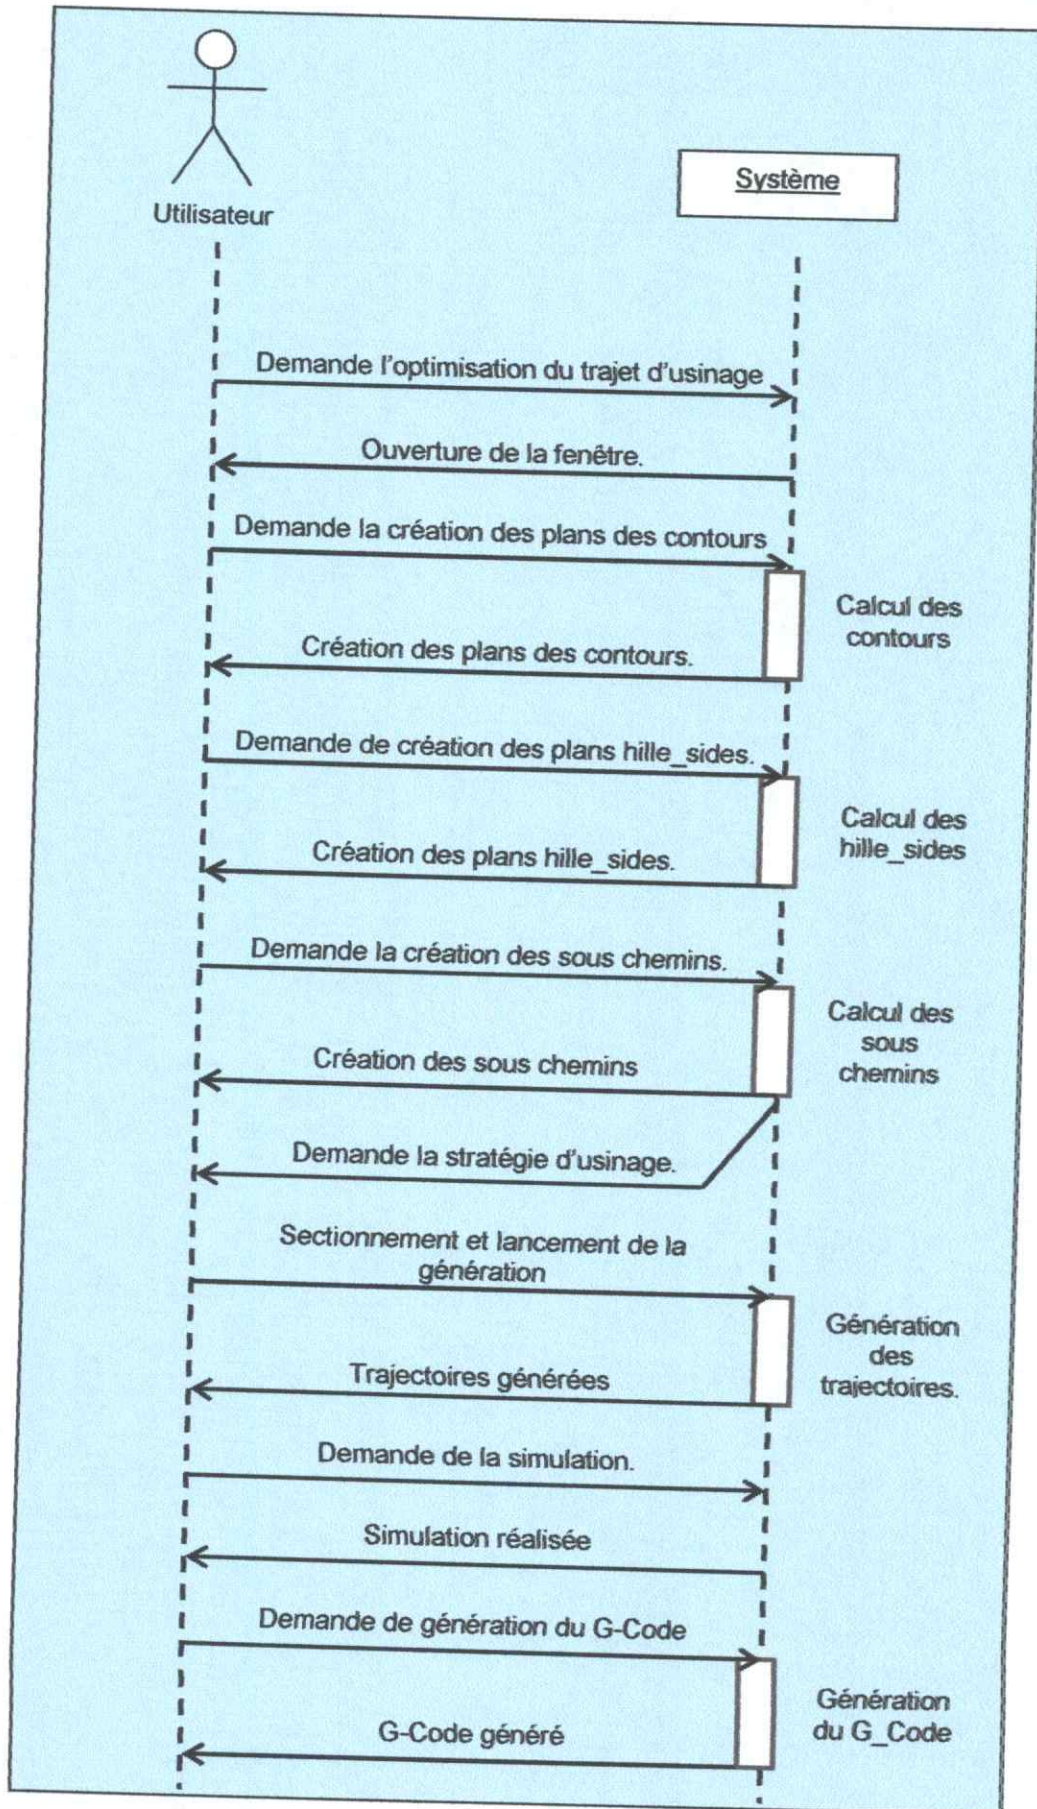 Système
Utilisateur
Demande l'optimisation du trajet d'usinage
Ouverture de la fenêtre.
Demande la création des plans des contours
Calcul des
contours
Création des plans des contours.
Demande de création des plans hille_sides.
Calcul des
hille_sides
Création des plans hille_sides.
Demande la création des sous chemins.
Calcul des
sous
chemins
Création des sous chemins
Demande la stratégie d'usinage.
Sectionnement et lancement de la
génération
Génération
des
trajectoires.
Trajectoires générées
Demande de la simulation.
Simulation réalisée
Demande de génération du G-Code
Génération
du G_Code
G-Code généré